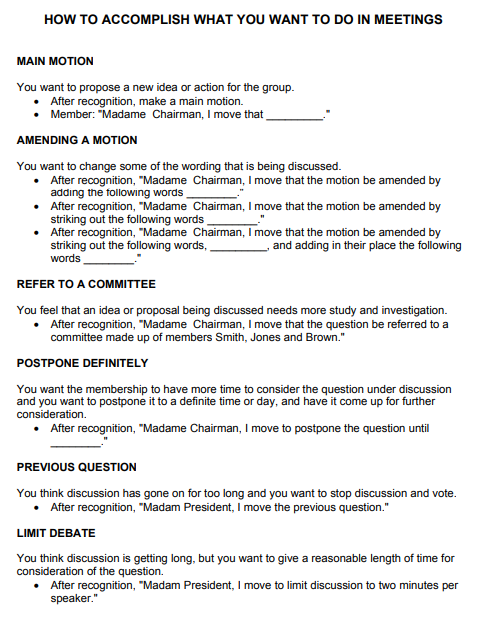 HOW TO ACCOMPLISH WHAT YOU WANT TO DO IN MEETINGS
MAIN MOTION
You want to propose a new idea or action for the group.
• After recognition, make a main motion.
• Member: "Madame Chairman, I move that _________."
AMENDING A MOTION
You want to change some of the wording that is being discussed.
• After recognition, "Madame Chairman, I move that the motion be amended by
adding the following words ________."
• After recognition, "Madame Chairman, I move that the motion be amended by
striking out the following words ________."
• After recognition, "Madame Chairman, I move that the motion be amended by
striking out the following words, _________, and adding in their place the following
words ________."
REFER TO A COMMITTEE
You feel that an idea or proposal being discussed needs more study and investigation.
• After recognition, "Madame Chairman, I move that the question be referred to a
committee made up of members Smith, Jones and Brown."
POSTPONE DEFINITELY
You want the membership to have more time to consider the question under discussion
and you want to postpone it to a definite time or day, and have it come up for further
consideration.
• After recognition, "Madame Chairman, I move to postpone the question until
________."
PREVIOUS QUESTION
You think discussion has gone on for too long and you want to stop discussion and vote.
• After recognition, "Madam President, I move the previous question."
LIMIT DEBATE
You think discussion is getting long, but you want to give a reasonable length of time for
consideration of the question.
• After recognition, "Madam President, I move to limit discussion to two minutes per
speaker."